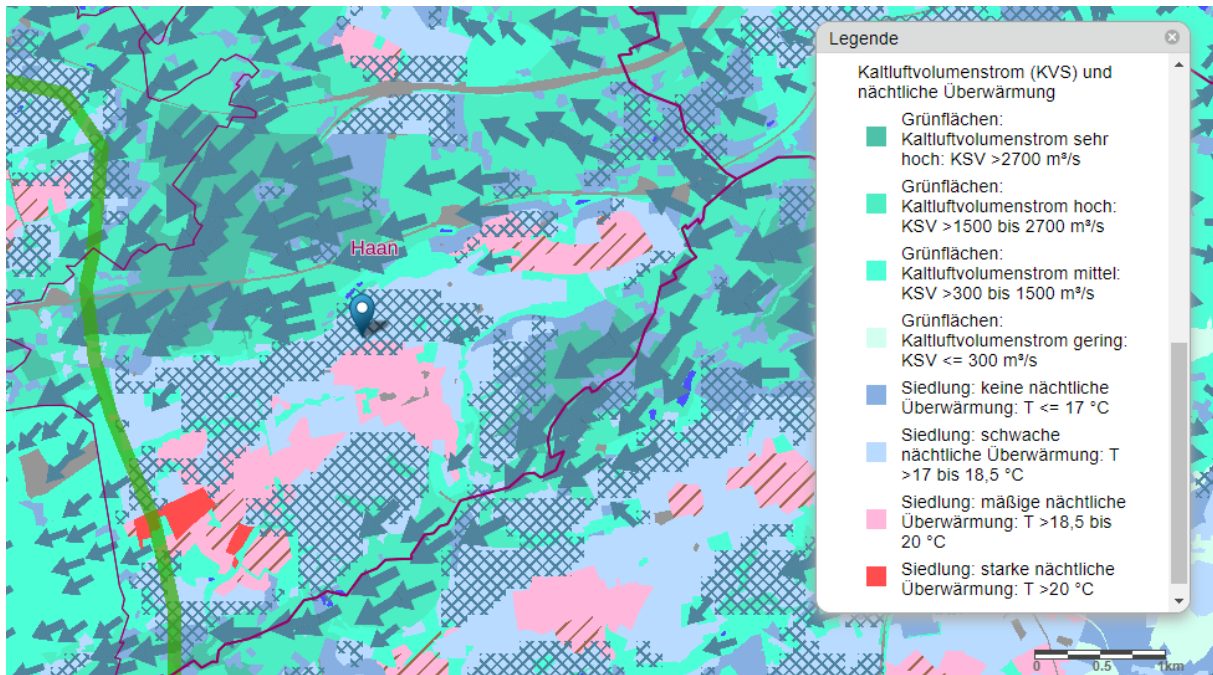 Legende
Kaltluftvolumenstrom (KVS) und
nächtliche Überwärmung
Grünflächen:
Kaltluftvolumenstrom sehr
hoch: KSV >2700 m³/s
Grünflächen:
Kaltluftvolumenstrom hoch:
KSV >1500 bis 2700 m³/s
Grünflächen:
Kaltluftvolumenstrom mittel:
KSV >300 bis 1500 m³/s
Grünflächen:
Kaltluftvolumenstrom gering:
KSV <= 300 m³/s
Siedlung: keine nächtliche
Überwärmung: T <= 17 °C
Siedlung: schwache
nächtliche Überwärmung: T
>17 bis 18,5 °C
Siedlung: mäßige nächtliche
Überwärmung: T >18,5 bis
20 °C
Siedlung: starke nächtliche
Überwärmung: T >20 °C
Haan
0 0.5 1km